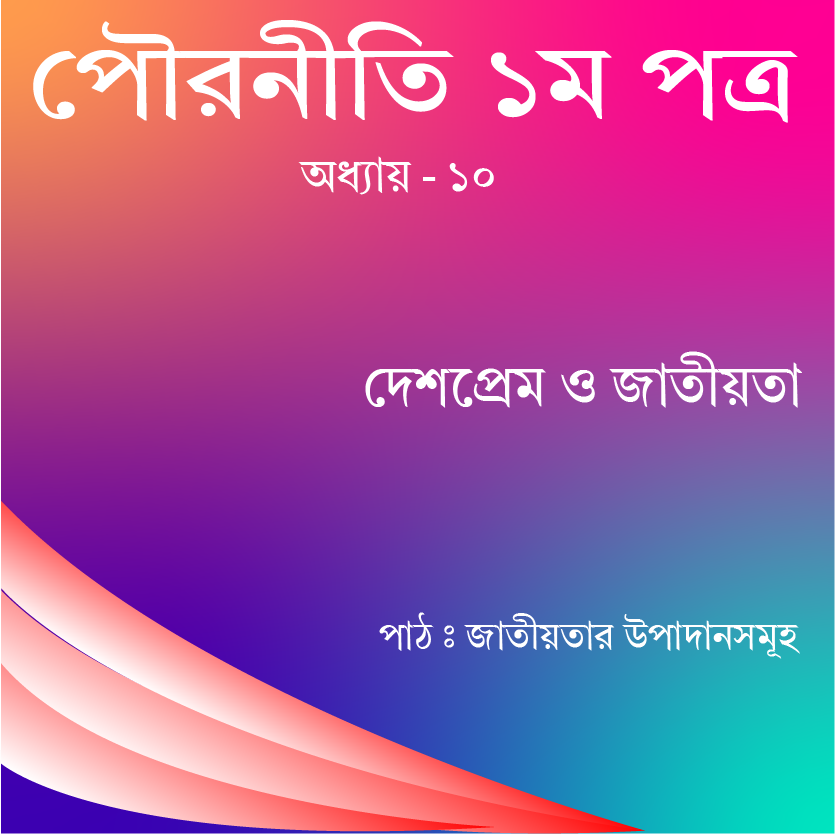 পৌরনীতি ১ম পত্র
অধ্যায় - ১০
দেশপ্রেম ও জাতীয়তা
পাঠ ঃ জাতীয়তার উপাদানসমূহ